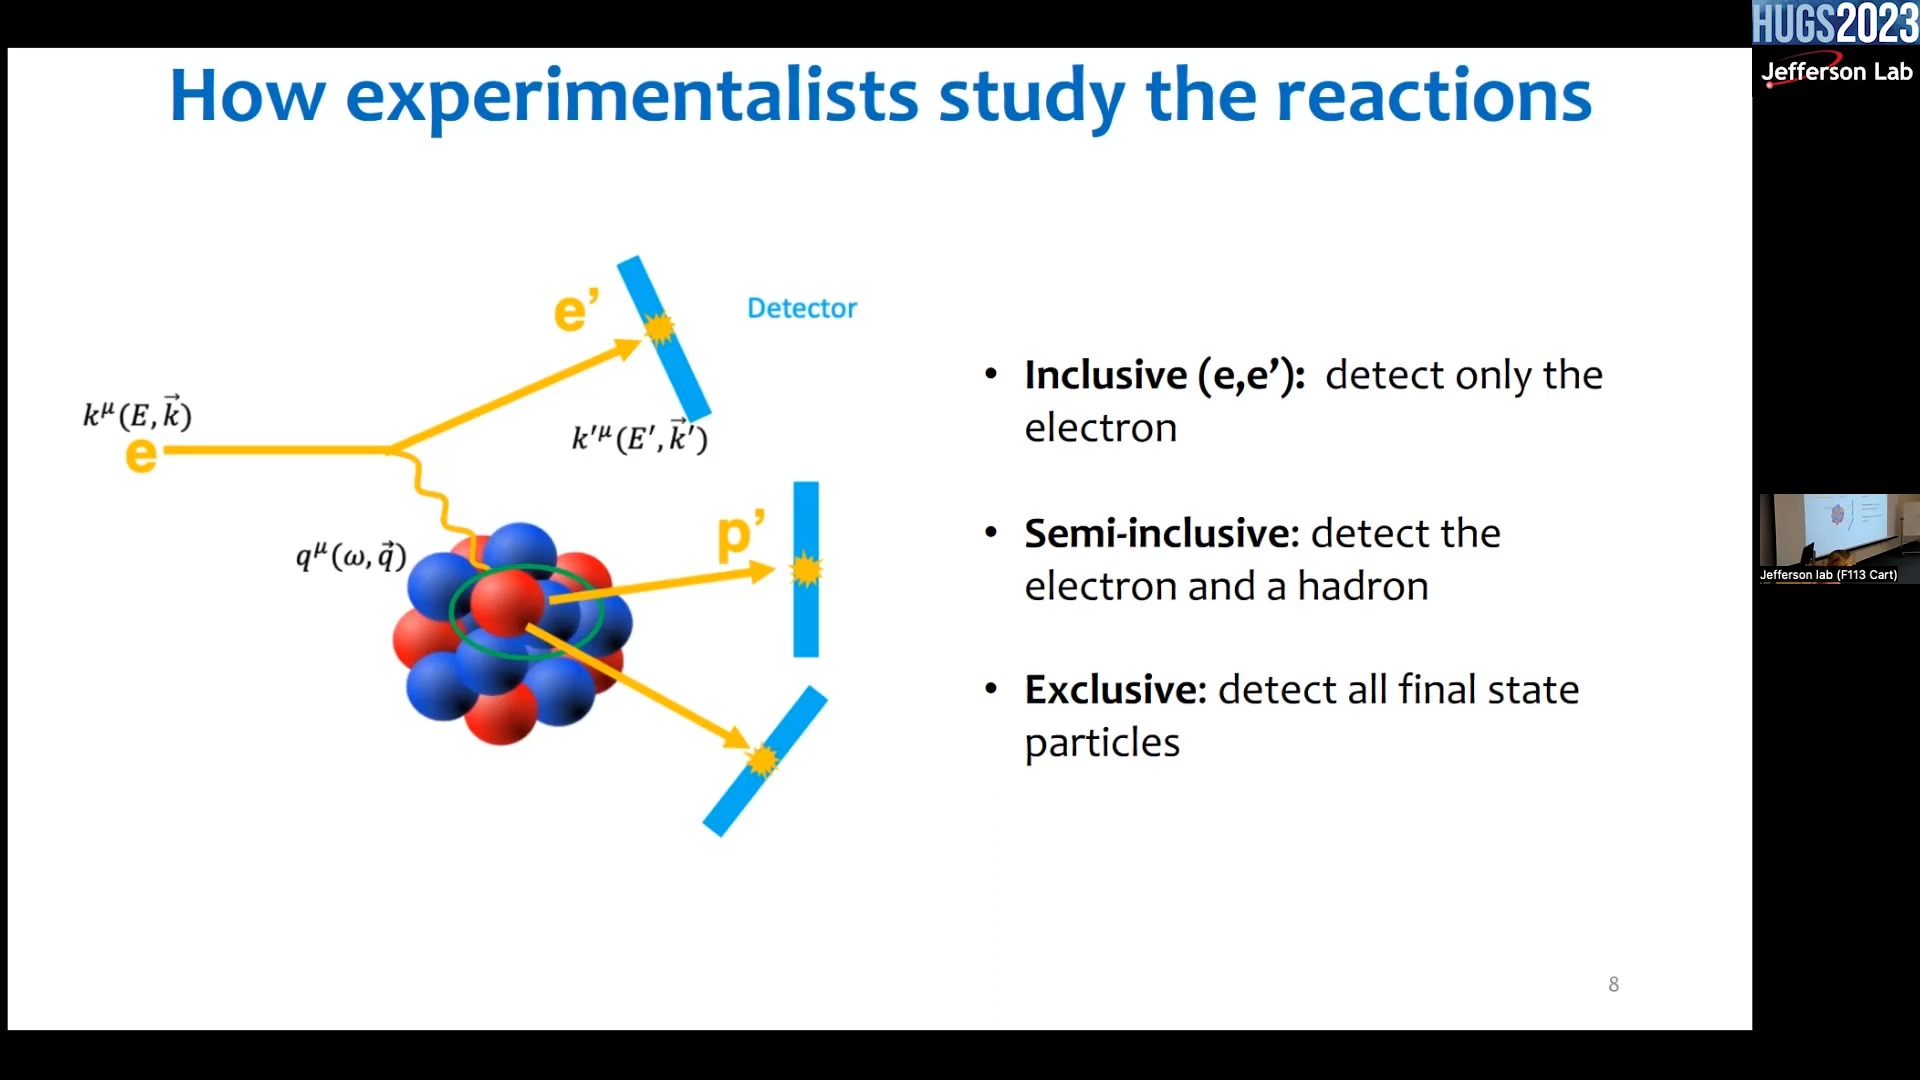 How experimentalists study the reactions
HUGS2023
Jefferson Lab
e’
Detector
k^μ(E, k⃗)
e
k'^μ(E', k⃗')
q^μ(ω, q⃗)
p’
• Inclusive (e,e’): detect only the
electron
• Semi-inclusive: detect the
electron and a hadron
• Exclusive: detect all final state
particles
Jefferson lab (F113 Cart)
8